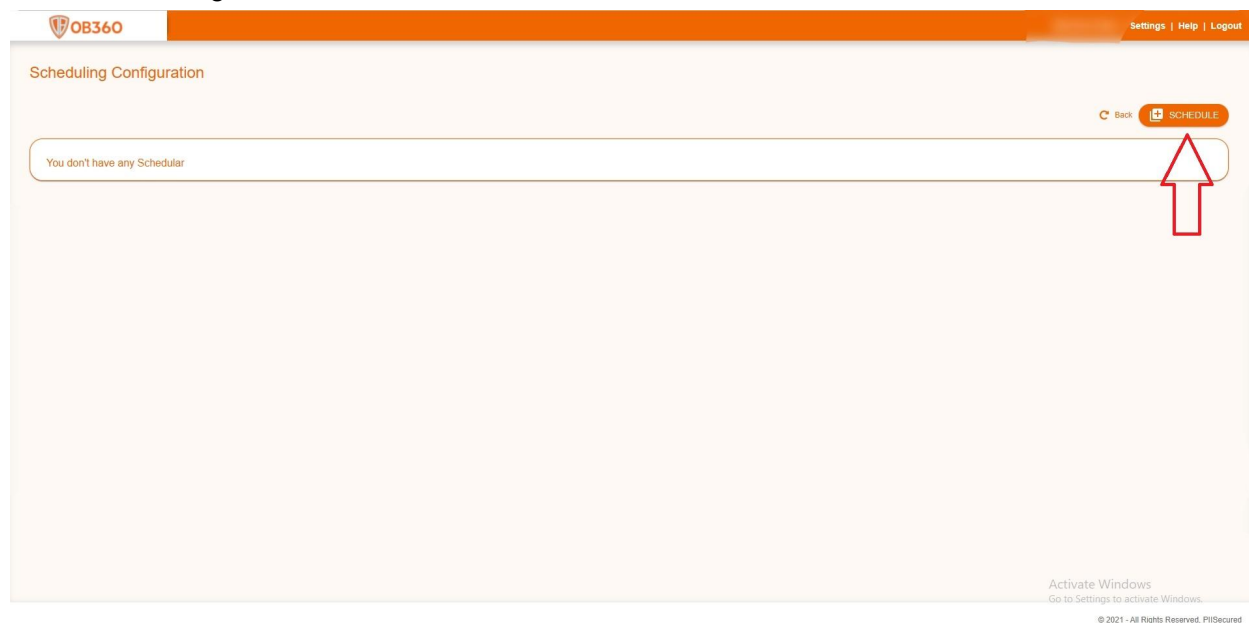 OB360
Settings | Help | Logout
Scheduling Configuration
Back
SCHEDULE
You don't have any Schedular
Activate Windows
Go to Settings to activate Windows.
© 2021 - All Rights Reserved. PIISecured